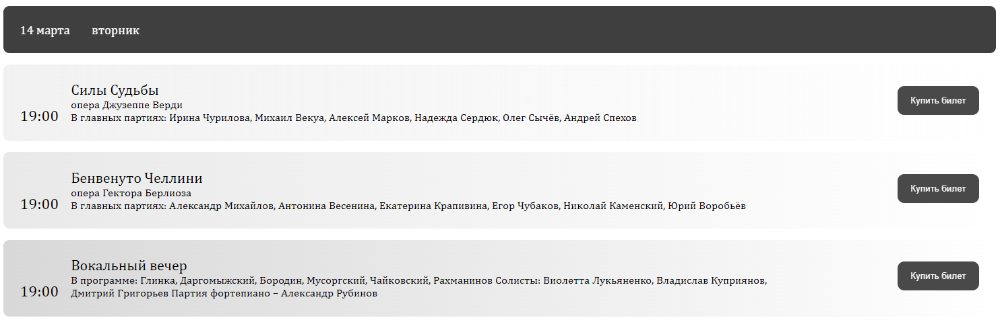 14 марта вторник
Силы Судьбы
опера Джузеппе Верди
19:00
В главных партиях: Ирина Чурилова, Михаил Векуа, Алексей Марков, Надежда Сердюк, Олег Сычёв, Андрей Спехов
Купить билет
Бенвенуто Челлини
опера Гектора Берлиоза
19:00
В главных партиях: Александр Михайлов, Антонина Весенина, Екатерина Крапивина, Егор Чубаков, Николай Каменский, Юрий Воробьёв
Купить билет
Вокальный вечер
В программе: Глинка, Даргомыжский, Бородин, Мусоргский, Чайковский, Рахманинов Солисты: Виолетта Лукьяненко, Владислав Куприянов,
19:00
Дмитрий Григорьев Партия фортепиано – Александр Рубинов
Купить билет